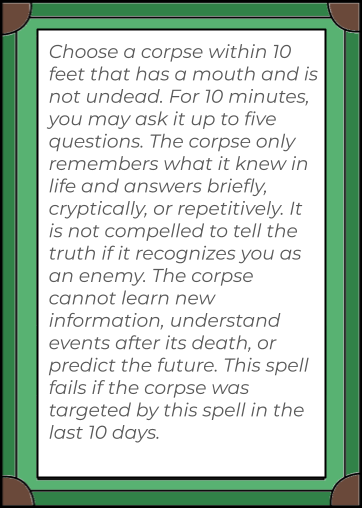 Choose a corpse within 10
feet that has a mouth and is
not undead. For 10 minutes,
you may ask it up to five
questions. The corpse only
remembers what it knew in
life and answers briefly,
cryptically, or repetitively. It
is not compelled to tell the
truth if it recognizes you as
an enemy. The corpse
cannot learn new
information, understand
events after its death, or
predict the future. This spell
fails if the corpse was
targeted by this spell in the
last 10 days.